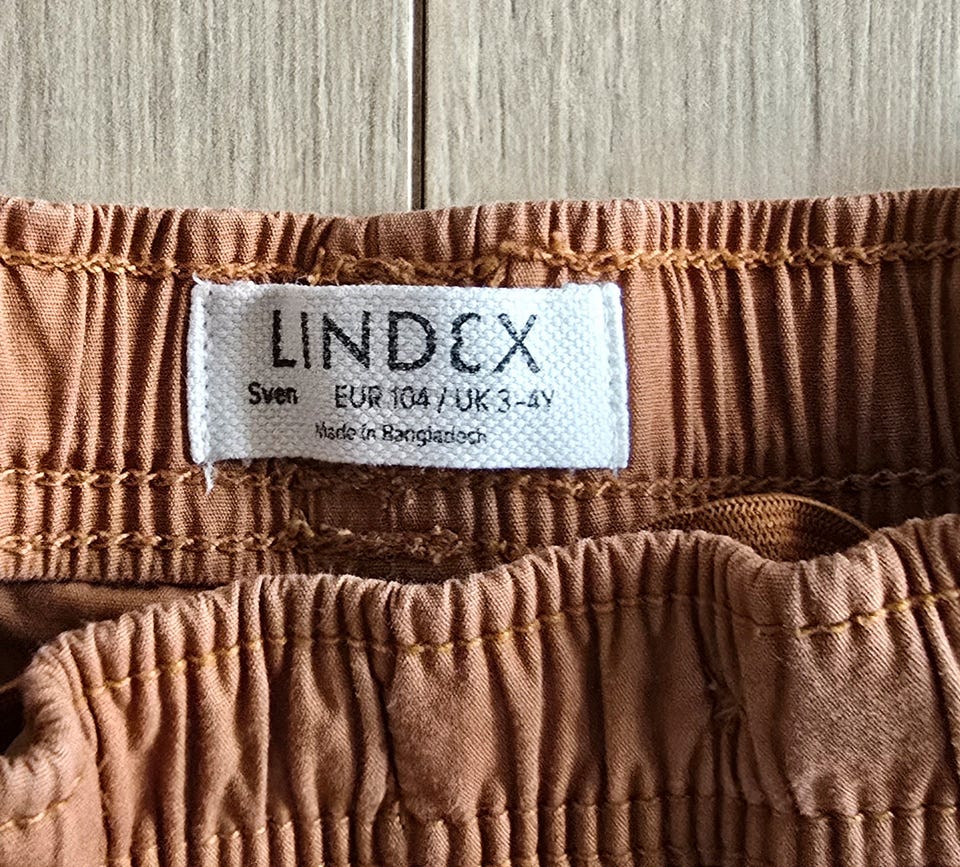 LINDEX
Sven EUR 104 / UK 3-4Y
Made in Bangladesh